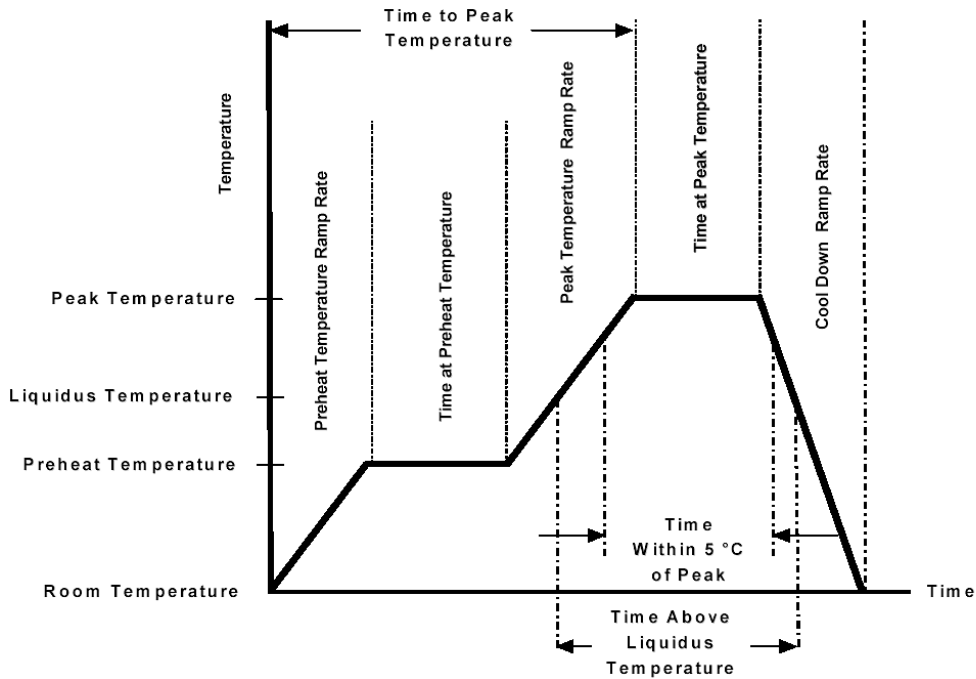 Time to Peak
Temperature
Temperature
Preheat Temperature Ramp Rate
Time at Preheat Temperature
Peak Temperature Ramp Rate
Time at Peak Temperature
Cool Down Ramp Rate
Peak Temperature
Liquidus Temperature
Preheat Temperature
Room Temperature
Time
Within 5 °C
of Peak
Time
Time Above
Liquidus
Temperature